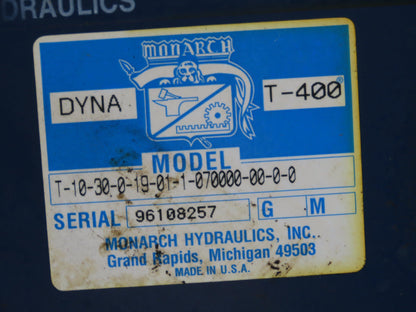 DRAULICS
MONARCH
DYNA T-400
MODEL
T-10-30-0-19-01-1-070000-00-0-0
SERIAL 96108257 G M
MONARCH HYDRAULICS, INC.
Grand Rapids, Michigan 49503
MADE IN U.S.A.